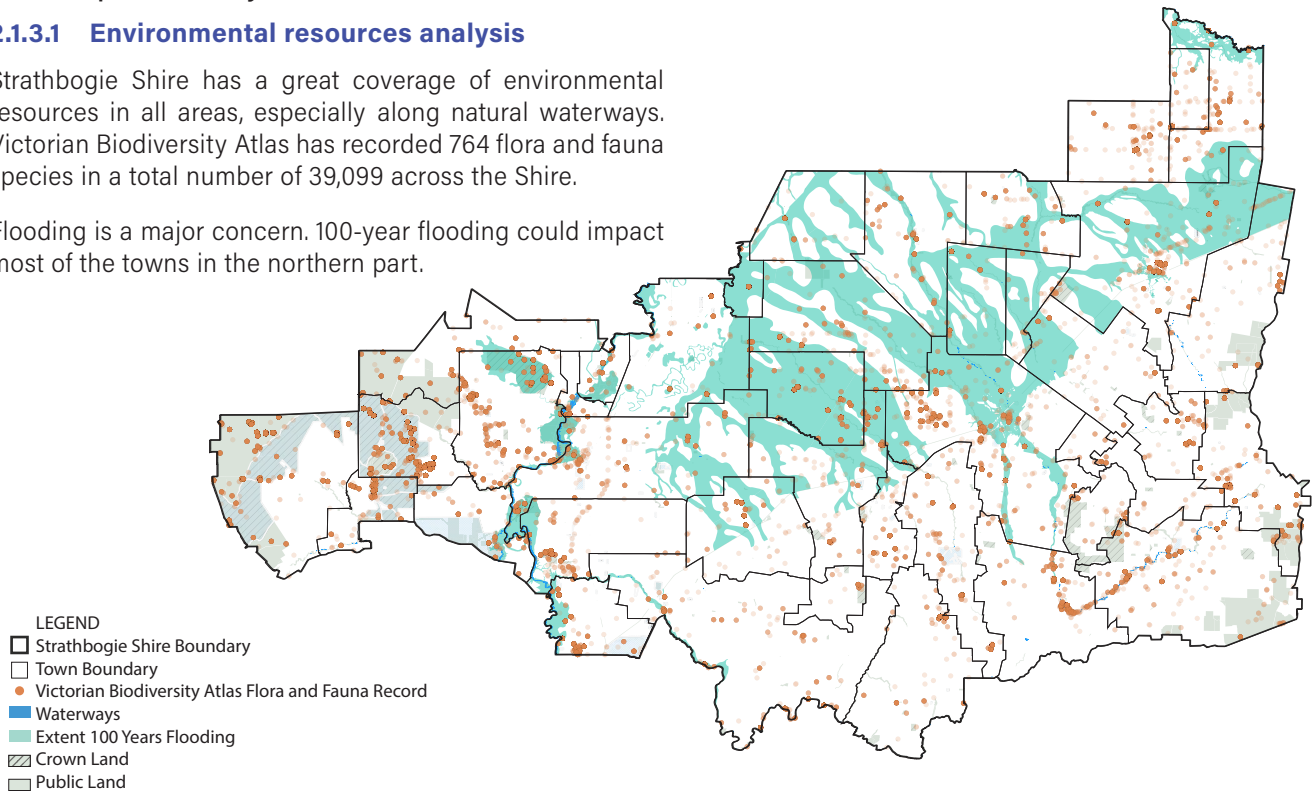 2.1.3.1 Environmental resources analysis
Strathbogie Shire has a great coverage of environmental
resources in all areas, especially along natural waterways.
Victorian Biodiversity Atlas has recorded 764 flora and fauna
species in a total number of 39,099 across the Shire.
Flooding is a major concern. 100-year flooding could impact
most of the towns in the northern part.
LEGEND
Strathbogie Shire Boundary
Town Boundary
Victorian Biodiversity Atlas Flora and Fauna Record
Waterways
Extent 100 Years Flooding
Crown Land
Public Land